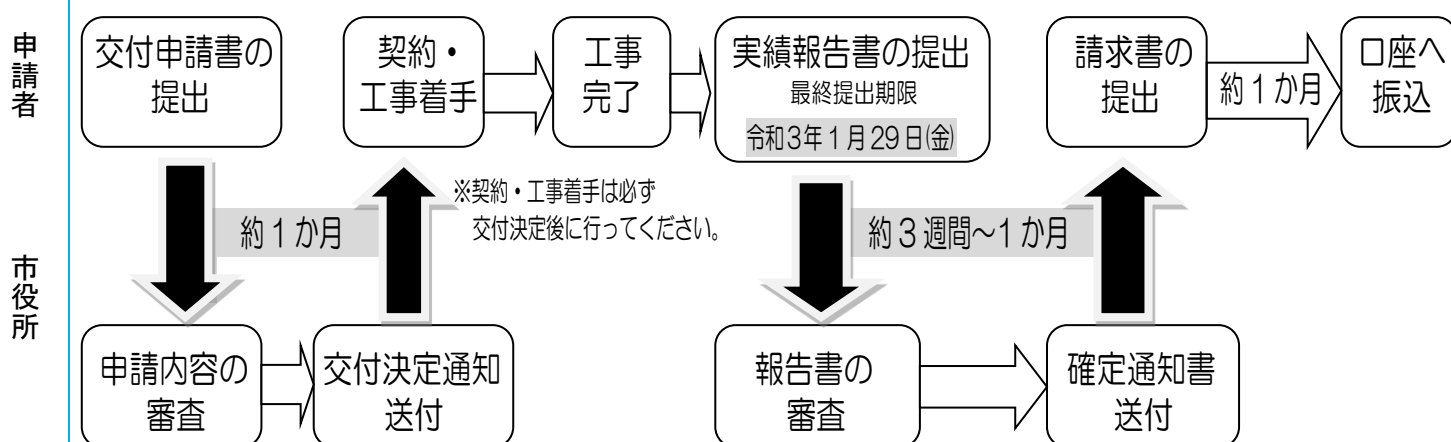 申請者
交付申請書の
提出
契約・
工事着手
工事
完了
実績報告書の提出
最終提出期限
令和3年1月29日(金)
請求書の
提出
約1か月
口座へ
振込
約1か月
※契約・工事着手は必ず
交付決定後に行ってください。
約3週間～1か月
市役所
申請内容の
審査
交付決定通知
送付
報告書の
審査
確定通知書
送付